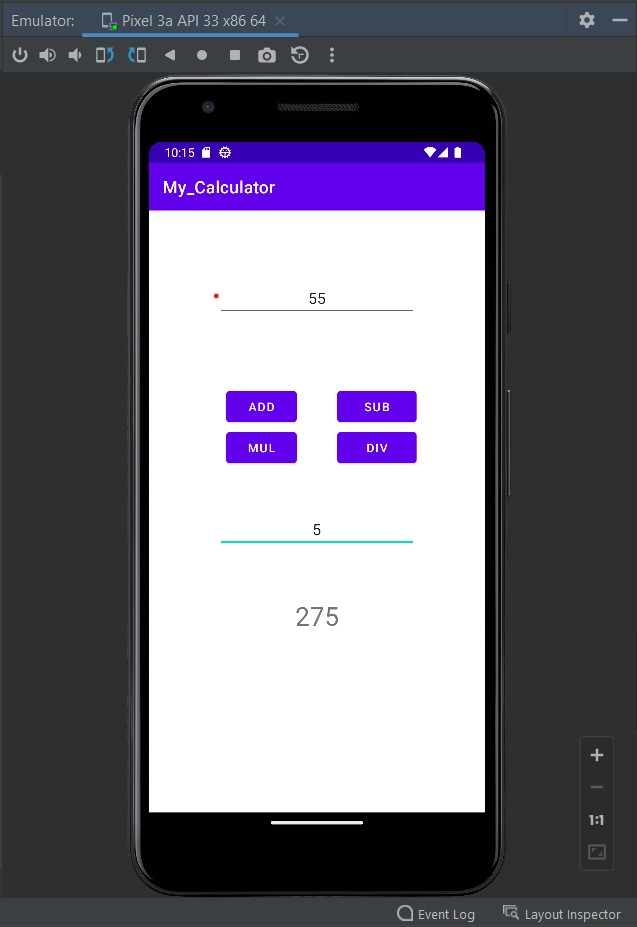 Emulator: Pixel 3a API 33 x86 64
10:15
My_Calculator
55
ADD SUB
MUL DIV
5
275
1:1
Event Log Layout Inspector